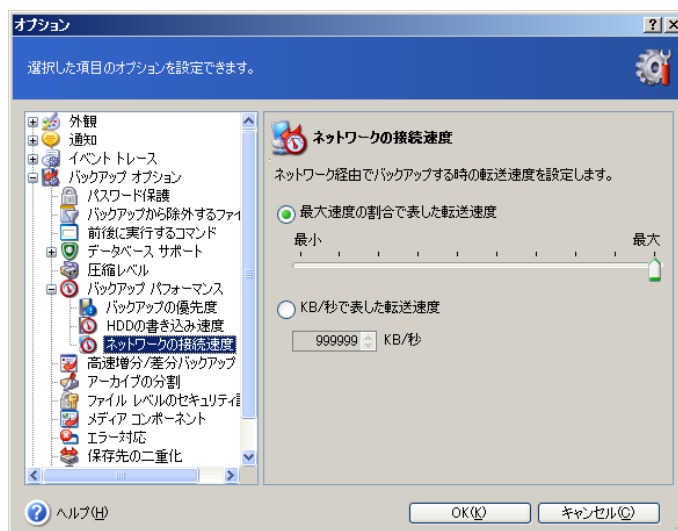 オプション
選択した項目のオプションを設定できます。
外観
通知
イベント トレース
バックアップ オプション
パスワード保護
バックアップから除外するファイ
前後に実行するコマンド
データベース サポート
圧縮レベル
バックアップ パフォーマンス
バックアップの優先度
HDDの書き込み速度
ネットワークの接続速度
高速増分/差分バックアップ
アーカイブの分割
ファイル レベルのセキュリティ
メディア コンポーネント
エラー対応
保存先の二重化
ネットワークの接続速度
ネットワーク経由でバックアップする時の転送速度を設定します。
最大速度の割合で表した転送速度
最小 最大
KB/秒で表した転送速度
999999 KB/秒
ヘルプ(H)
OK(K)
キャンセル(C)